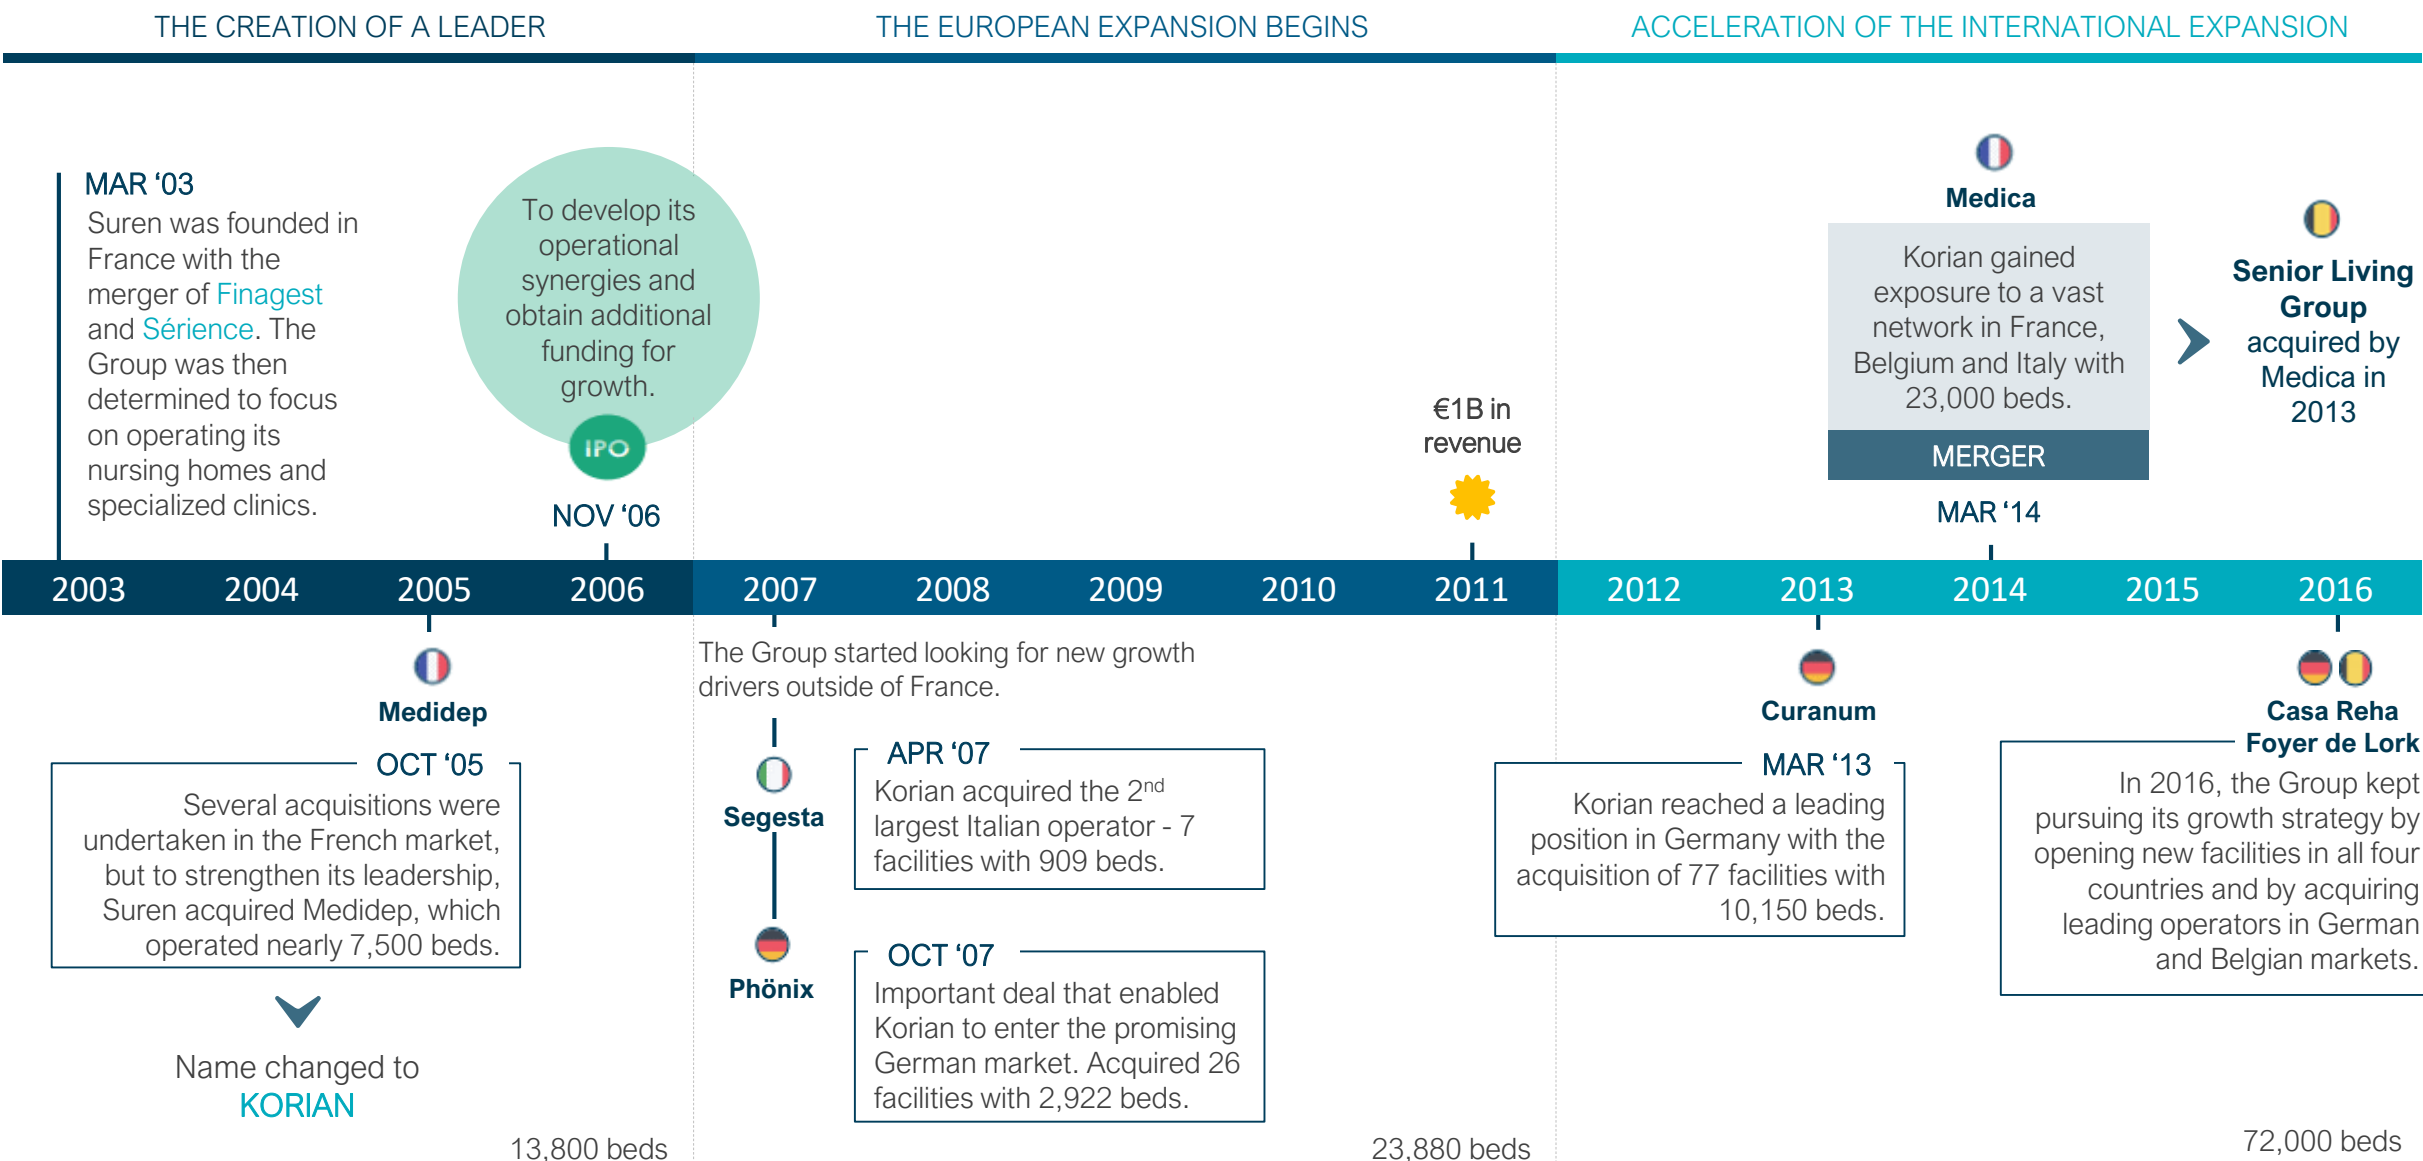 THE CREATION OF A LEADER
THE EUROPEAN EXPANSION BEGINS
ACCELERATION OF THE INTERNATIONAL EXPANSION
MAR ‘03
Suren was founded in
France with the
merger of Finagest
and Sérience. The
Group was then
determined to focus
on operating its
nursing homes and
specialized clinics.
To develop its
operational
synergies and
obtain additional
funding for
growth.
IPO
NOV ‘06
€1B in
revenue
Medica
Korian gained
exposure to a vast
network in France,
Belgium and Italy with
23,000 beds.
MERGER
MAR ‘14
Senior Living
Group
acquired by
Medica in
2013
2003 2004 2005 2006 2007 2008 2009 2010 2011 2012 2013 2014 2015 2016
Medidep
OCT ‘05
Several acquisitions were
undertaken in the French market,
but to strengthen its leadership,
Suren acquired Medidep, which
operated nearly 7,500 beds.
Name changed to
KORIAN
13,800 beds
The Group started looking for new growth
drivers outside of France.
Segesta
APR ‘07
Korian acquired the 2nd
largest Italian operator - 7
facilities with 909 beds.
Phönix
OCT ‘07
Important deal that enabled
Korian to enter the promising
German market. Acquired 26
facilities with 2,922 beds.
23,880 beds
Curanum
MAR ‘13
Korian reached a leading
position in Germany with the
acquisition of 77 facilities with
10,150 beds.
Casa Reha
Foyer de Lork
In 2016, the Group kept
pursuing its growth strategy by
opening new facilities in all four
countries and by acquiring
leading operators in German
and Belgian markets.
72,000 beds